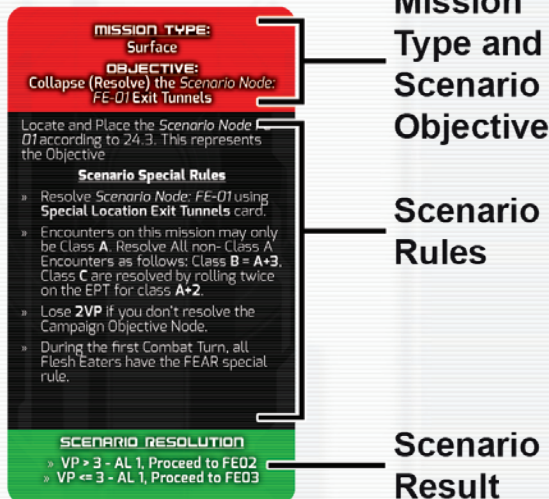 MISSION TYPE:
Surface
OBJECTIVE:
Collapse (Resolve) the Scenario Node:
FE-01 Exit Tunnels
Locate and Place the Scenario Node
01 according to 24.3. This represents
the Objective
Scenario Special Rules
» Resolve Scenario Node: FE-01 using
Special Location Exit Tunnels card.
» Encounters on this mission may only
be Class A. Resolve All non- Class A
Encounters as follows: Class B = A+3,
Class C are resolved by rolling twice
on the EPT for class A+2.
» Lose 2VP if you don't resolve the
Campaign Objective Node.
» During the first Combat Turn, all
Flesh Eaters have the FEAR special
rule.
SCENARIO RESOLUTION
» VP > 3 - AL 1, Proceed to FE02
» VP <= 3 - AL 1, Proceed to FE03
Mission
Type and
Scenario
Objective
Scenario
Rules
Scenario
Result